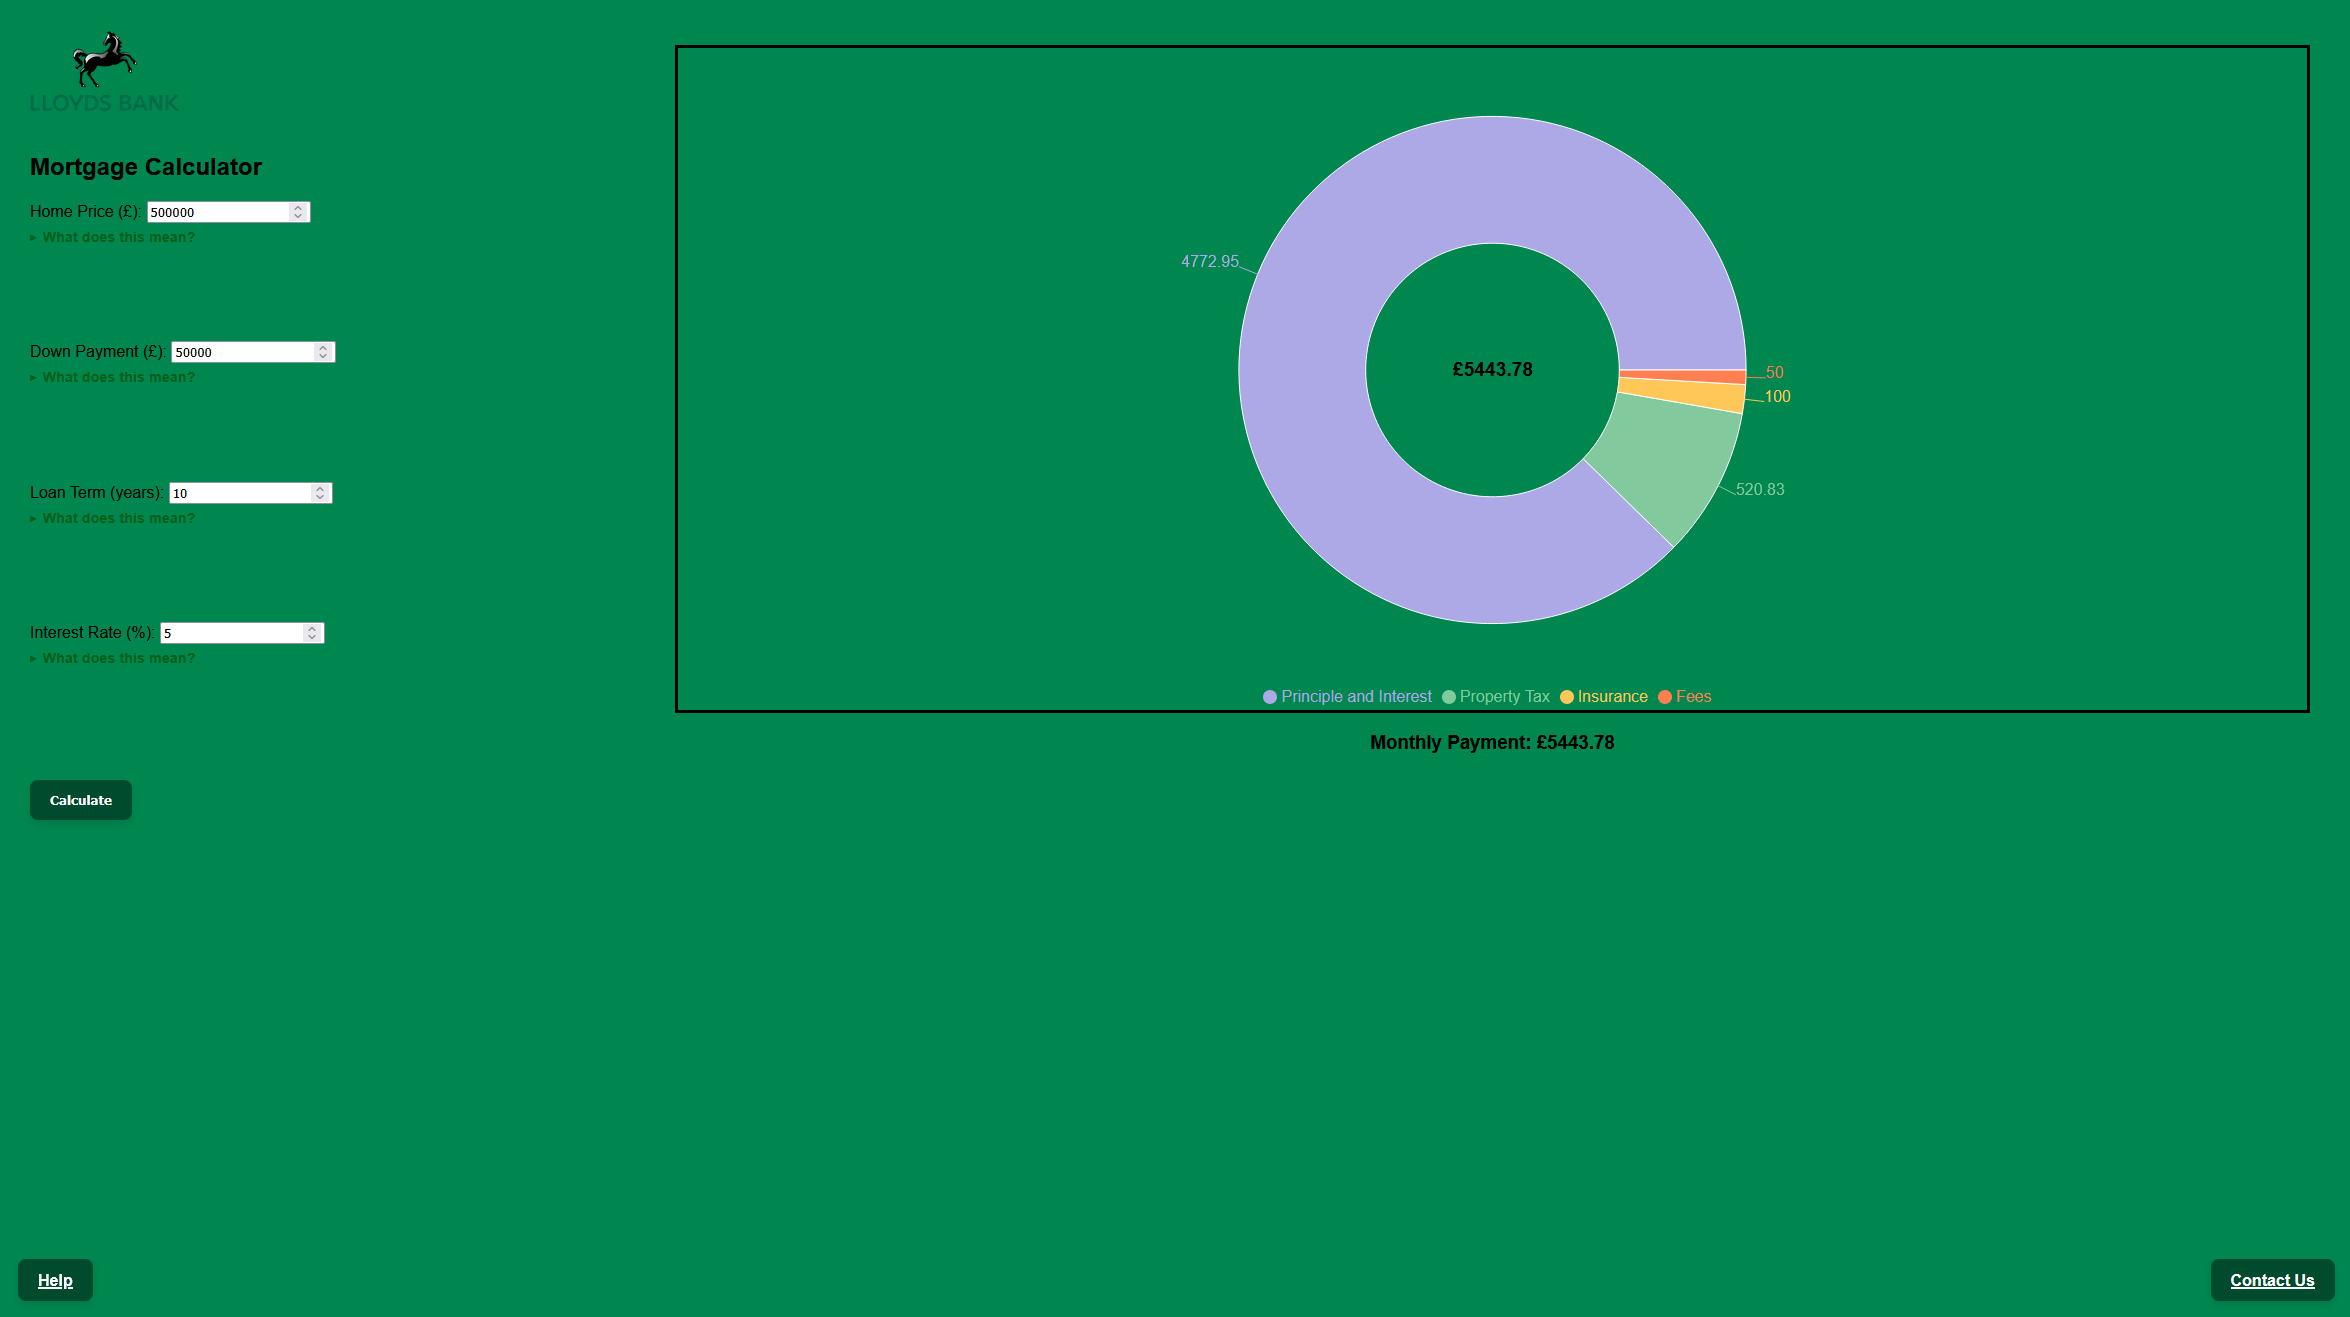 LLOYDS BANK
Mortgage Calculator
Home Price (£): 500000
▸ What does this mean?
Down Payment (£): 50000
▸ What does this mean?
Loan Term (years): 10
▸ What does this mean?
Interest Rate (%): 5
▸ What does this mean?
Calculate
4772.95
£5443.78
50
100
520.83
Principle and Interest Property Tax Insurance Fees
Monthly Payment: £5443.78
Help
Contact Us